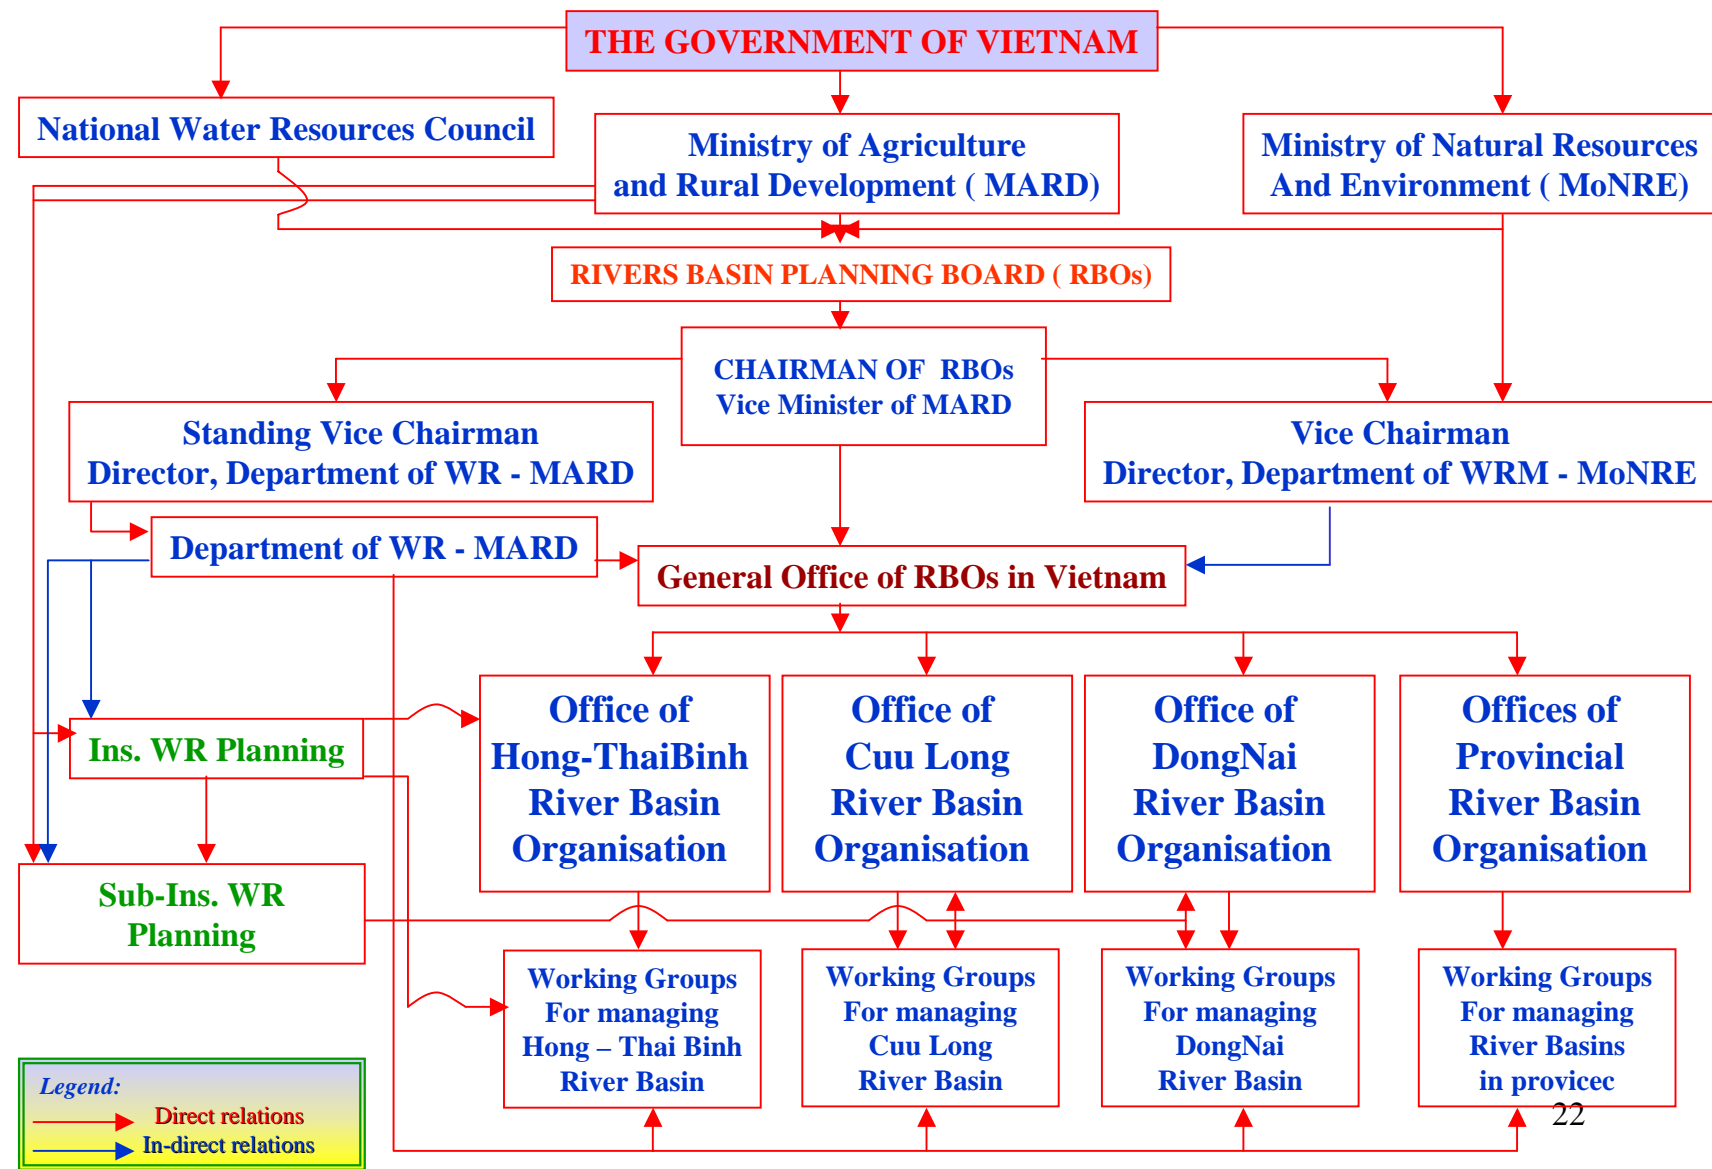 THE GOVERNMENT OF VIETNAM
National Water Resources Council
Ministry of Agriculture
and Rural Development ( MARD)
Ministry of Natural Resources
And Environment ( MoNRE)
RIVERS BASIN PLANNING BOARD ( RBOs)
CHAIRMAN OF RBOs
Vice Minister of MARD
Standing Vice Chairman
Director, Department of WR - MARD
Vice Chairman
Director, Department of WRM - MoNRE
Department of WR - MARD
General Office of RBOs in Vietnam
Ins. WR Planning
Office of
Hong-ThaiBinh
River Basin
Organisation
Office of
Cuu Long
River Basin
Organisation
Office of
DongNai
River Basin
Organisation
Offices of
Provincial
River Basin
Organisation
Sub-Ins. WR
Planning
Working Groups
For managing
Hong – Thai Binh
River Basin
Working Groups
For managing
Cuu Long
River Basin
Working Groups
For managing
DongNai
River Basin
Working Groups
For managing
River Basins
in provicec
Legend:
Direct relations
In-direct relations
22